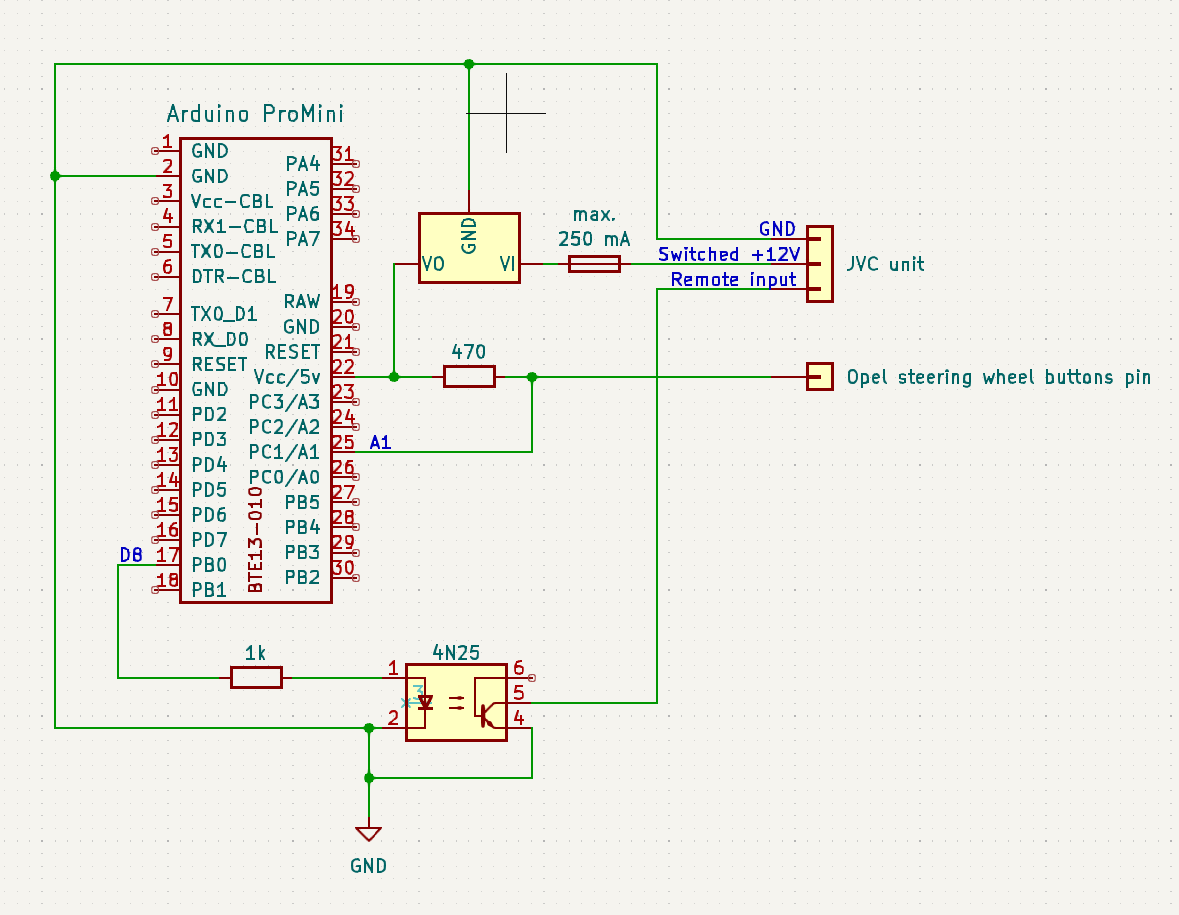 Arduino ProMini
1 GND
2 GND
3 Vcc-CBL
4 RX1-CBL
5 TX0-CBL
6 DTR-CBL
7 TX0_D1
8 RX_D0
9 RESET
10 GND
11 PD2
12 PD3
13 PD4
14 PD5
15 PD6
16 PD7
D8 17 PB0
18 PB1
BTE13-010
PA4 31
PA5 32
PA6 33
PA7 34
RAW 19
GND 20
RESET 21
Vcc/5v 22
PC3/A3 23
PC2/A2 24
PC1/A1 25 A1
PC0/A0 26
PB5 27
PB4 28
PB3 29
PB2 30
GND
VO
VI
max.
250 mA
GND
Switched +12V
Remote input
JVC unit
470
Opel steering wheel buttons pin
1k
4N25
1
3
2
6
5
4
GND